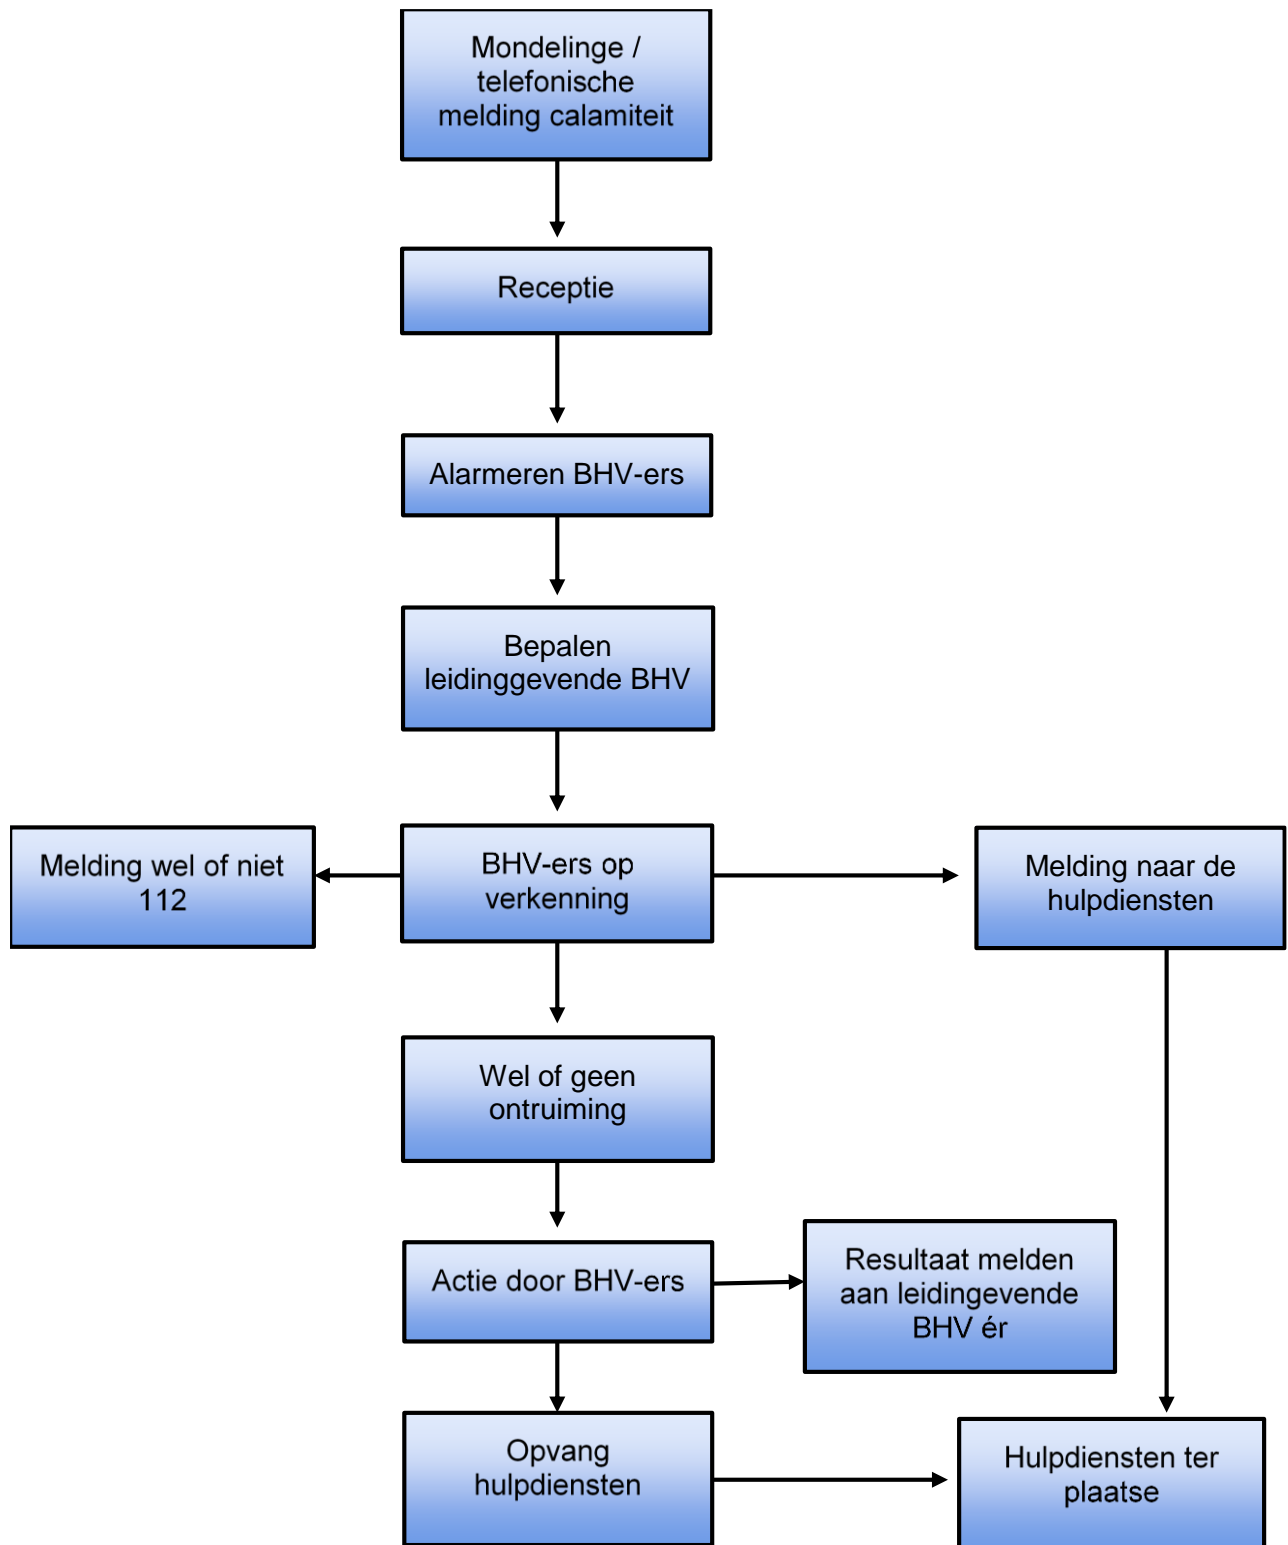 Mondelinge /
telefonische
melding calamiteit
Receptie
Alarmeren BHV-ers
Bepalen
leidinggevende BHV
Melding wel of niet
112
BHV-ers op
verkenning
Melding naar de
hulpdiensten
Wel of geen
ontruiming
Actie door BHV-ers
Resultaat melden
aan leidingevende
BHV ér
Opvang
hulpdiensten
Hulpdiensten ter
plaatse